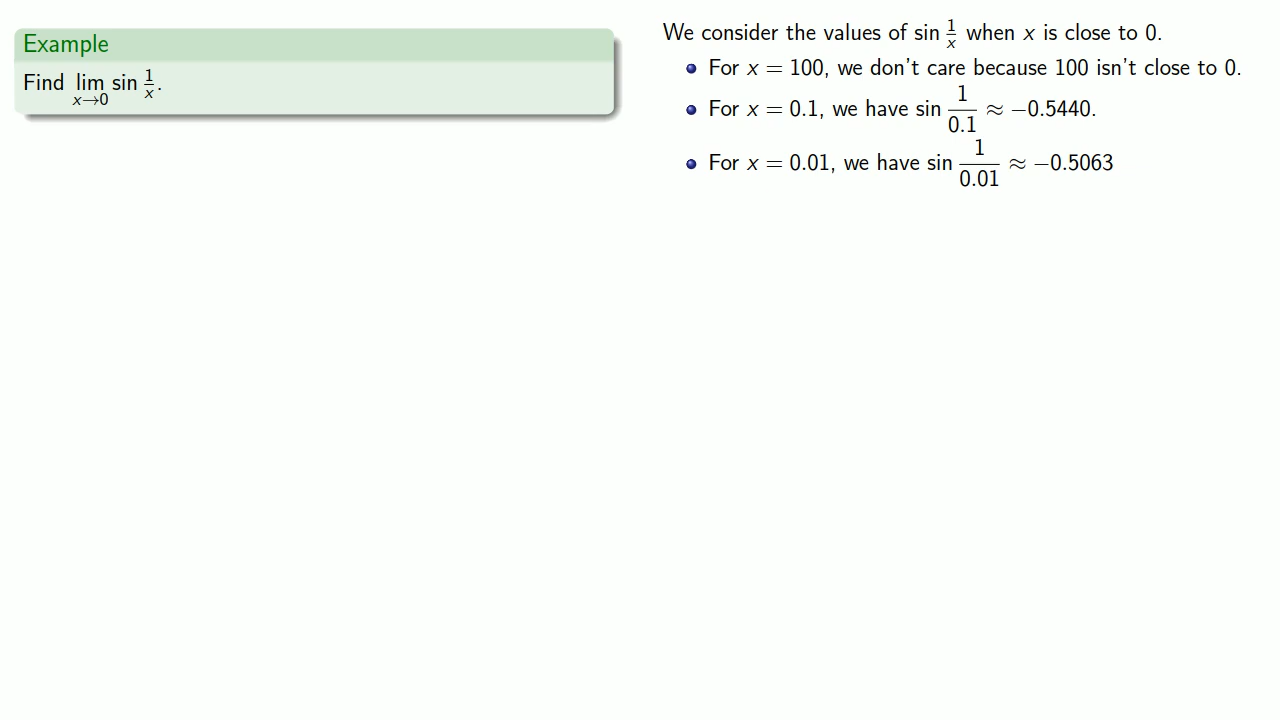 Example
Find lim x→0 sin 1/x.
We consider the values of sin 1/x when x is close to 0.
• For x = 100, we don't care because 100 isn't close to 0.
• For x = 0.1, we have sin 1/0.1 ≈ −0.5440.
• For x = 0.01, we have sin 1/0.01 ≈ −0.5063